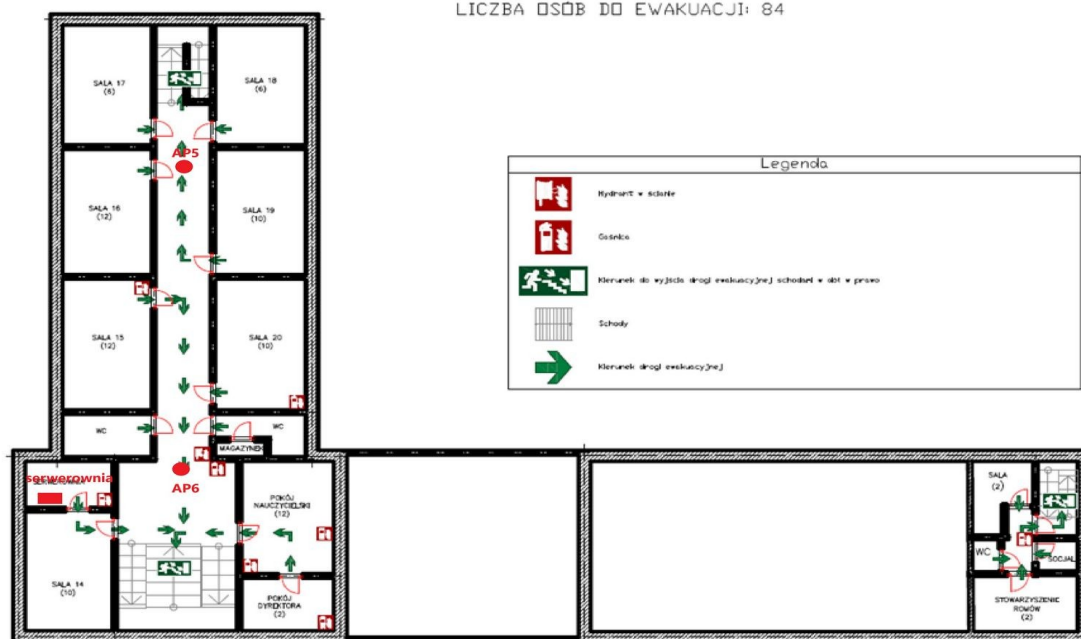 LICZBA OSÓB DO EWAKUACJI: 84
SALA 17
(6)
SALA 18
(6)
AP5
SALA 16
(12)
SALA 19
(10)
SALA 15
(12)
SALA 20
(10)
WC
WC
MAGAZYNEK
serwerownia
AP6
SALA 14
(10)
POKÓJ
NAUCZYCIELSKI
(12)
POKÓJ
DYREKTORA
(2)
Legenda
Hydrant w ścianie
Gaśnica
Kierunek do wyjścia drogi ewakuacyjnej schodami w dół w prawo
Schody
Kierunek drogi ewakuacyjnej
SALA
(2)
WC
SOCJAL
STOWARZYSZENIE
ROMÓW
(2)